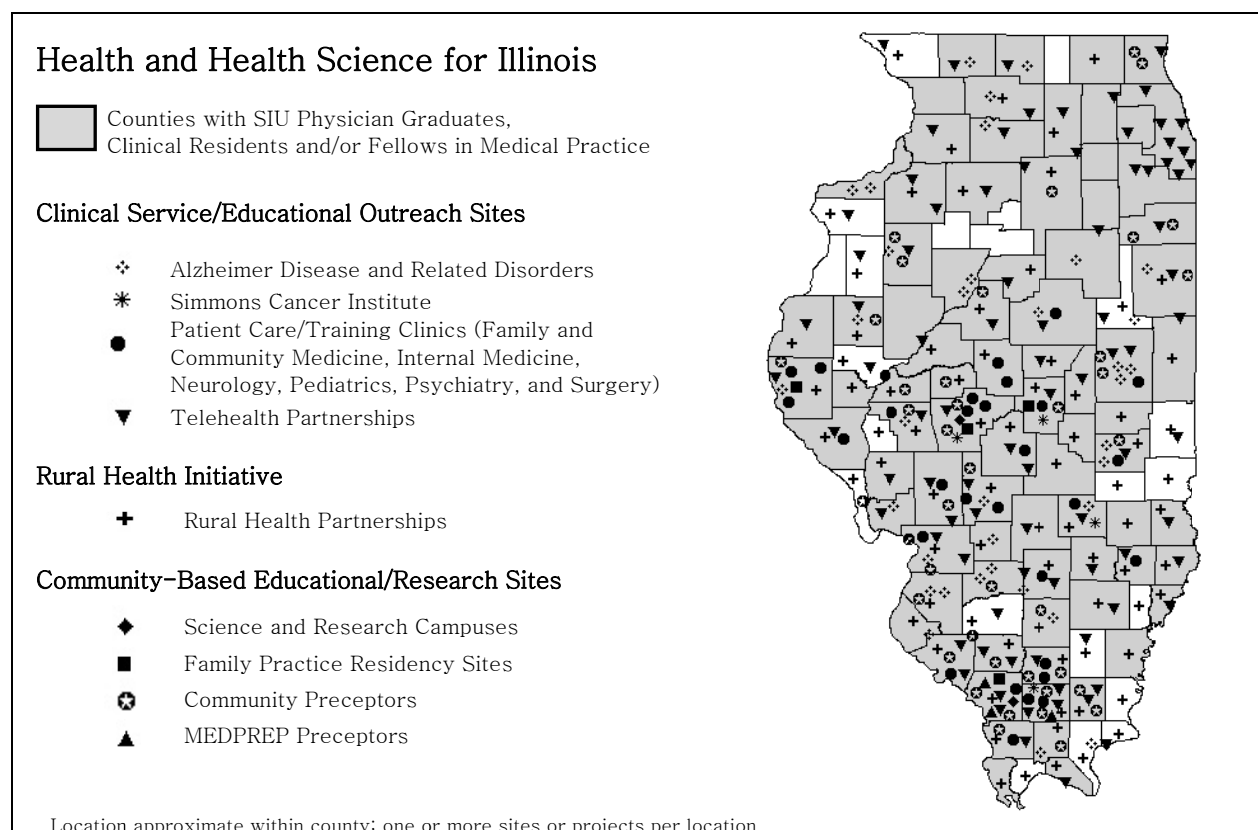 Health and Health Science for Illinois
Counties with SIU Physician Graduates,
Clinical Residents and/or Fellows in Medical Practice
Clinical Service/Educational Outreach Sites
Alzheimer Disease and Related Disorders
Simmons Cancer Institute
Patient Care/Training Clinics (Family and
Community Medicine, Internal Medicine,
Neurology, Pediatrics, Psychiatry, and Surgery)
Telehealth Partnerships
Rural Health Initiative
Rural Health Partnerships
Community-Based Educational/Research Sites
Science and Research Campuses
Family Practice Residency Sites
Community Preceptors
MEDPREP Preceptors
Location approximate within county; one or more sites or projects per location